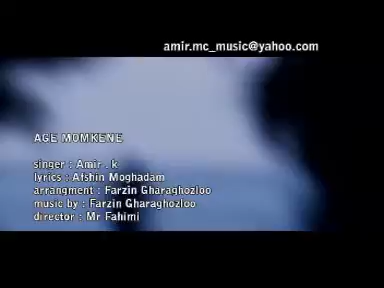 amir.mc_music@yahoo.com
AGE MOMKENE
singer : Amir . k
lyrics : Afshin Moghadam
arrangment : Farzin Gharaghozloo
music by : Farzin Gharaghozloo
director : Mr Fahimi